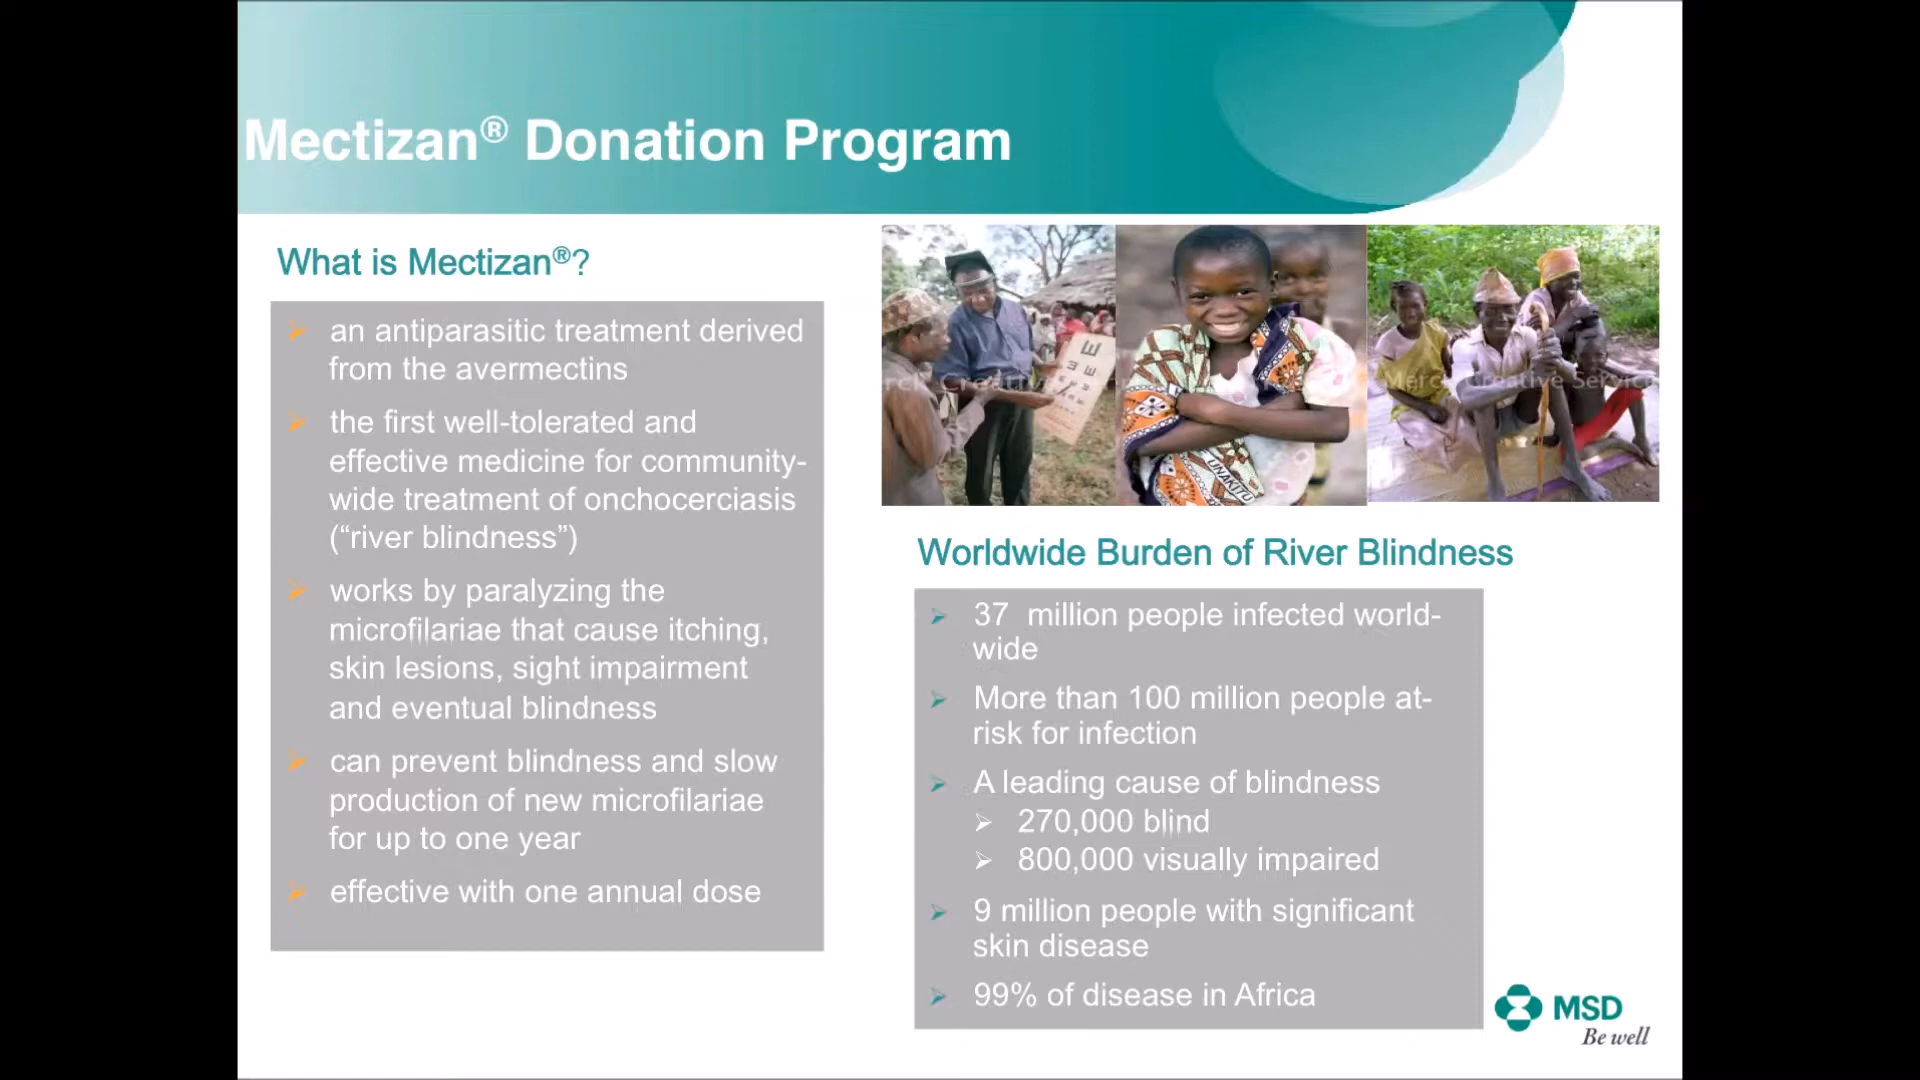 Mectizan® Donation Program
What is Mectizan®?
an antiparasitic treatment derived
from the avermectins
the first well-tolerated and
effective medicine for community-
wide treatment of onchocerciasis
(“river blindness”)
works by paralyzing the
microfilariae that cause itching,
skin lesions, sight impairment
and eventual blindness
can prevent blindness and slow
production of new microfilariae
for up to one year
effective with one annual dose
Merck Creative Service
UNAKITU
Worldwide Burden of River Blindness
37 million people infected world-
wide
More than 100 million people at-
risk for infection
A leading cause of blindness
270,000 blind
800,000 visually impaired
9 million people with significant
skin disease
99% of disease in Africa
MSD
Be well